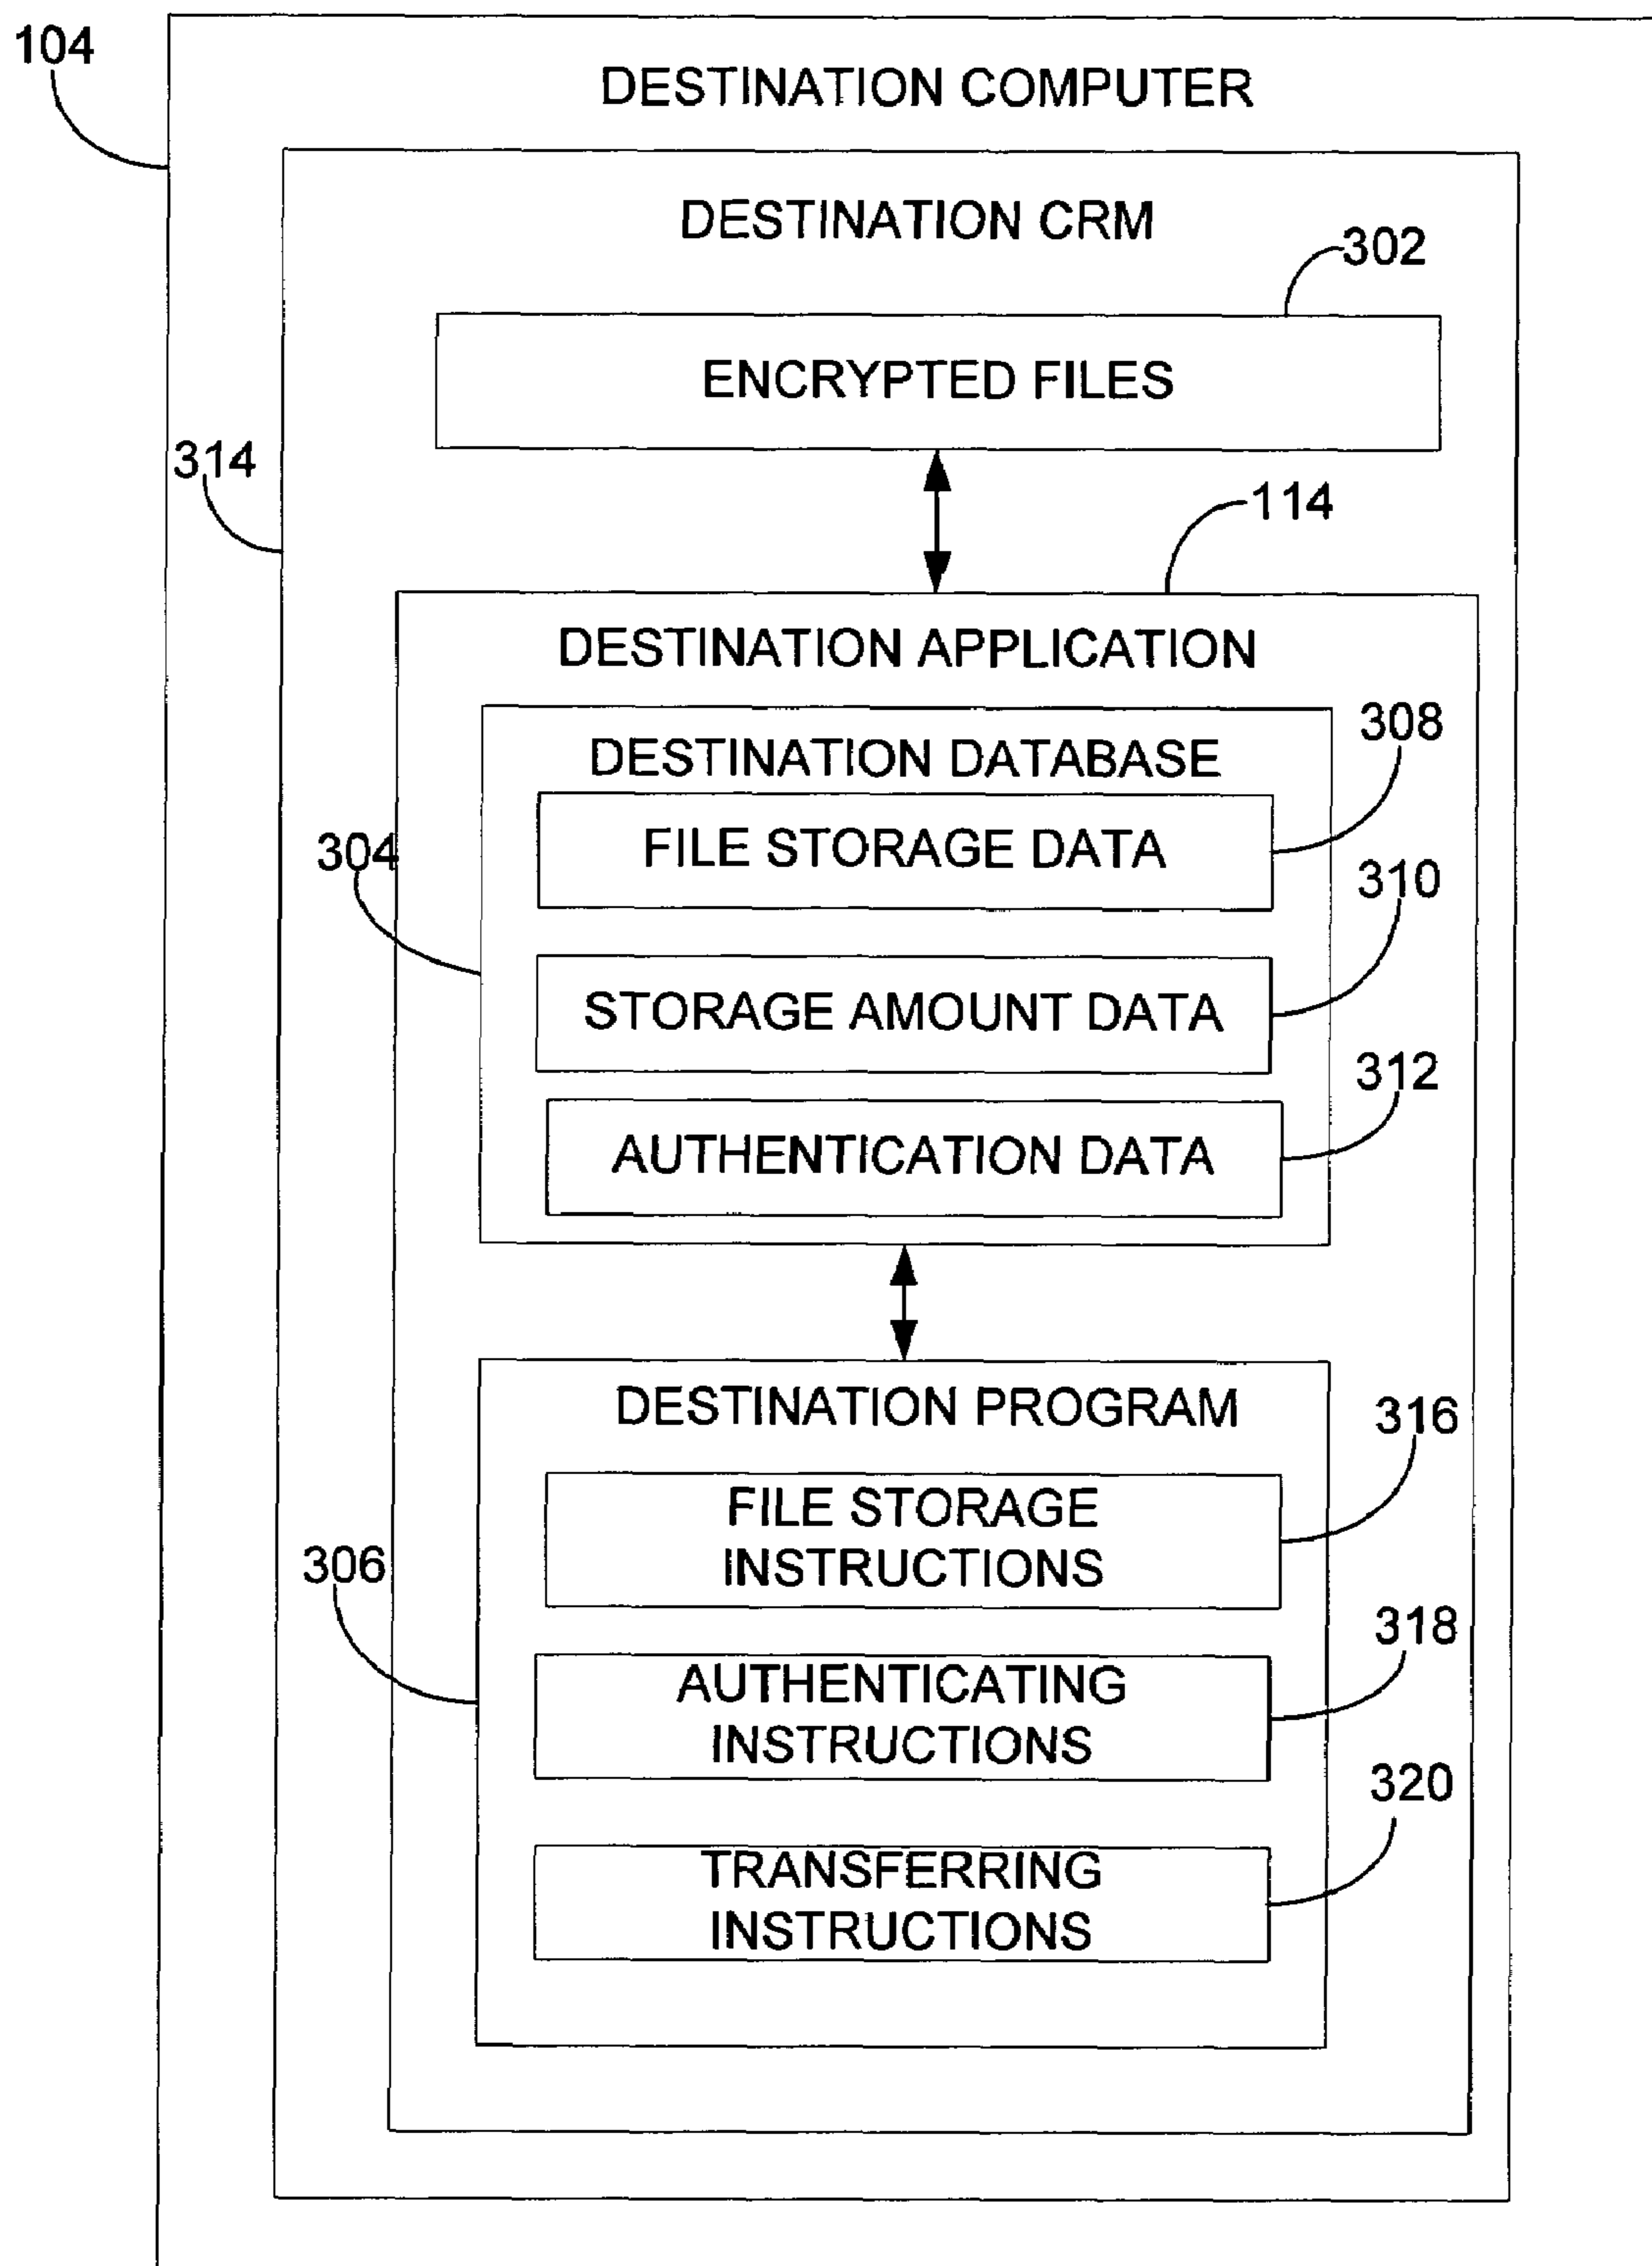 104
DESTINATION COMPUTER
DESTINATION CRM
302
ENCRYPTED FILES
314
114
DESTINATION APPLICATION
308
DESTINATION DATABASE
FILE STORAGE DATA
304
310
STORAGE AMOUNT DATA
312
AUTHENTICATION DATA
DESTINATION PROGRAM
316
FILE STORAGE
INSTRUCTIONS
306
318
AUTHENTICATING
INSTRUCTIONS
320
TRANSFERRING
INSTRUCTIONS